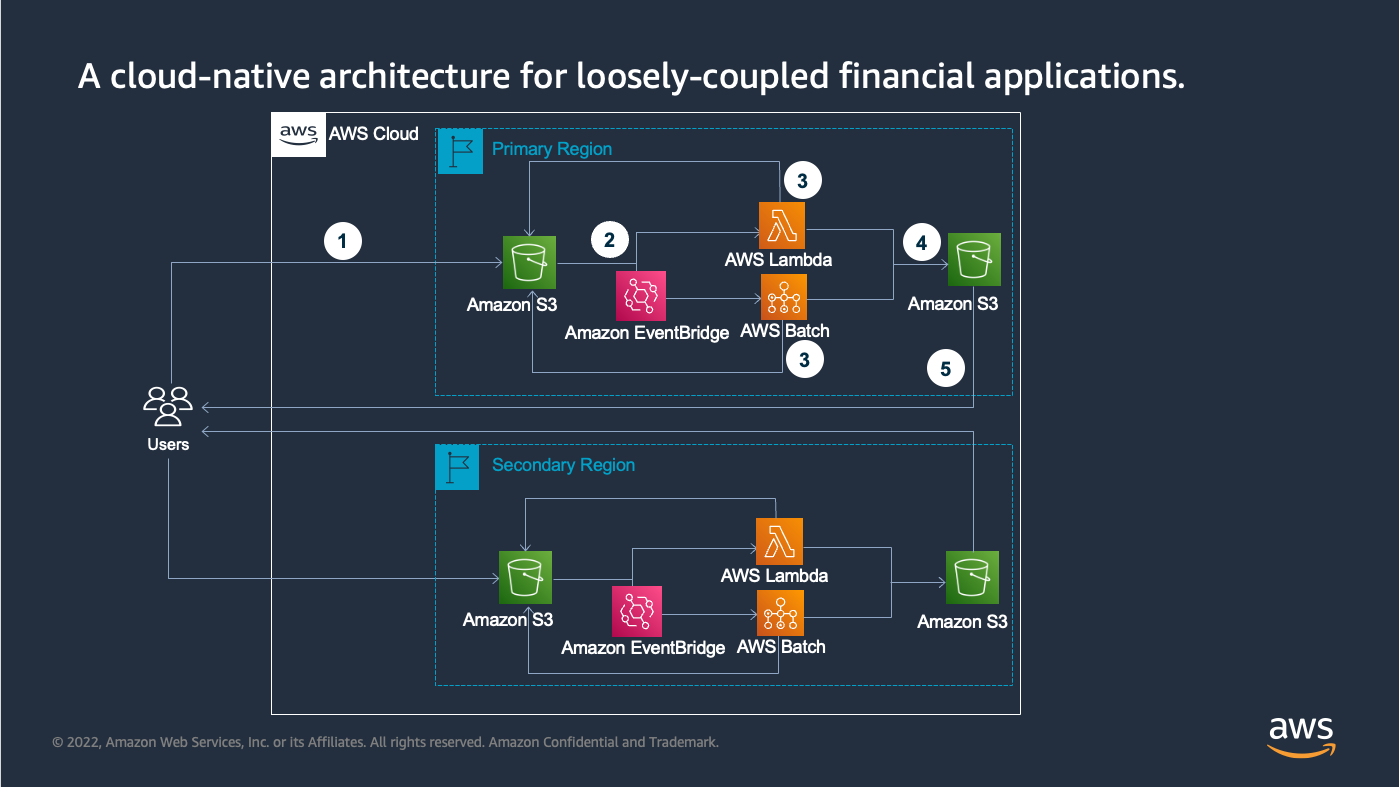 A cloud-native architecture for loosely-coupled financial applications.
aws
AWS Cloud
Primary Region
3
1
2
4
AWS Lambda
Amazon S3
Amazon S3
Amazon EventBridge
AWS Batch
3
5
Users
Secondary Region
AWS Lambda
Amazon S3
Amazon S3
Amazon EventBridge
AWS Batch
© 2022, Amazon Web Services, Inc. or its Affiliates. All rights reserved. Amazon Confidential and Trademark.
aws